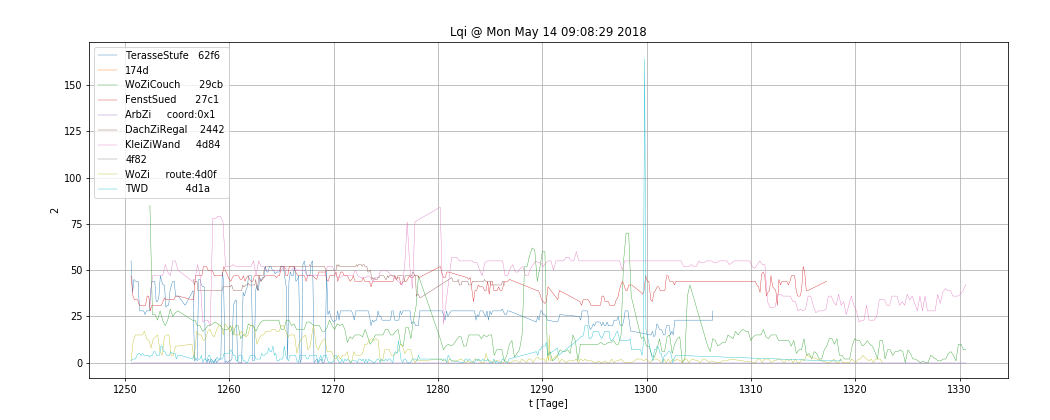 Lqi @ Mon May 14 09:08:29 2018
TerasseStufe 62f6
174d
WoZiCouch 29cb
FenstSued 27c1
ArbZi coord:0x1
DachZiRegal 2442
KleiZiWand 4d84
4f82
WoZi route:4d0f
TWD 4d1a
150
125
100
75
50
25
0
2
1250 1260 1270 1280 1290 1300 1310 1320 1330
t [Tage]